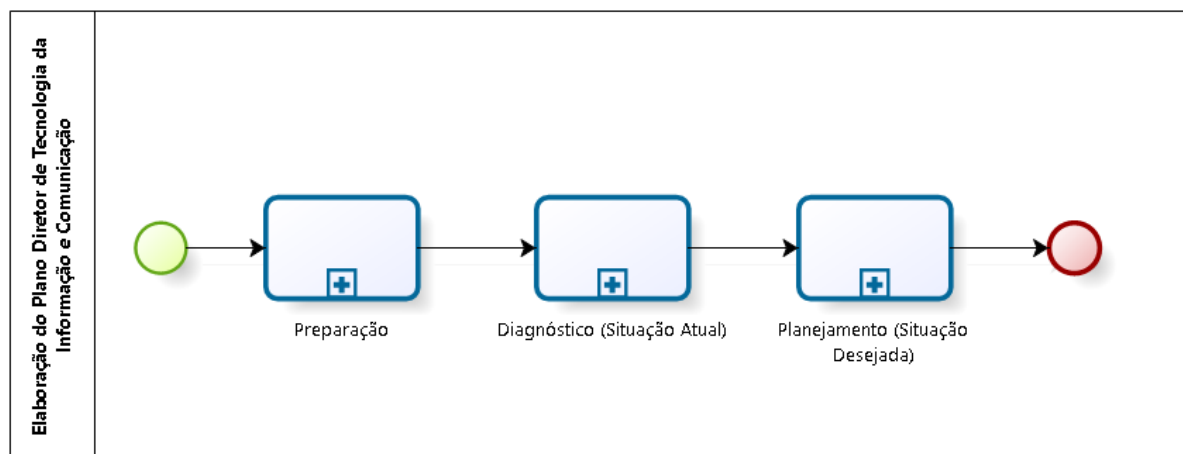 Elaboração do Plano Diretor de Tecnologia da
Informação e Comunicação
Preparação
Diagnóstico (Situação Atual)
Planejamento (Situação
Desejada)